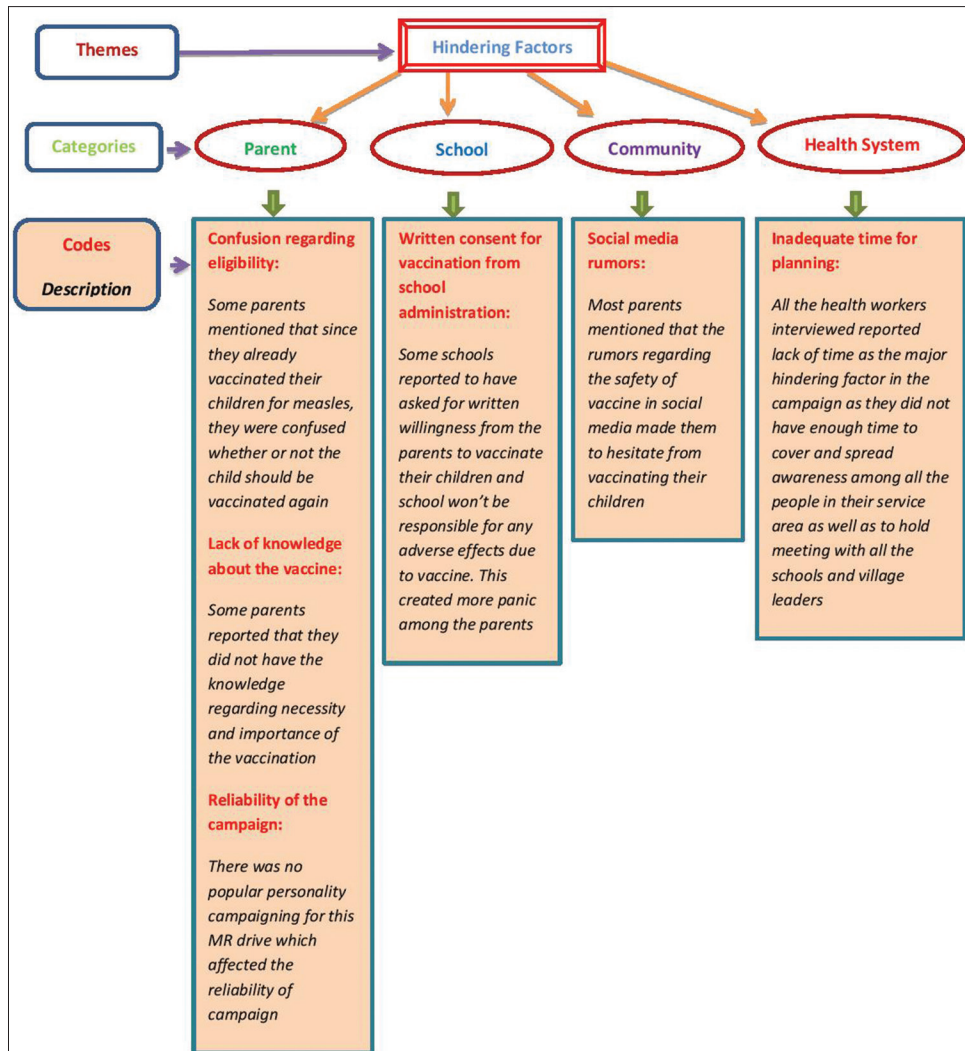 Themes
Hindering Factors
Categories
Parent
School
Community
Health System
Codes
Description
Confusion regarding
eligibility:
Some parents
mentioned that since
they already
vaccinated their
children for measles,
they were confused
whether or not the
child should be
vaccinated again
Lack of knowledge
about the vaccine:
Some parents
reported that they
did not have the
knowledge
regarding necessity
and importance of
the vaccination
Reliability of the
campaign:
There was no
popular personality
campaigning for this
MR drive which
affected the
reliability of
campaign
Written consent for
vaccination from
school
administration:
Some schools
reported to have
asked for written
willingness from the
parents to vaccinate
their children and
school won't be
responsible for any
adverse effects due
to vaccine. This
created more panic
among the parents
Social media
rumors:
Most parents
mentioned that the
rumors regarding
the safety of
vaccine in social
media made them
to hesitate from
vaccinating their
children
Inadequate time for
planning:
All the health workers
interviewed reported
lack of time as the major
hindering factor in the
campaign as they did not
have enough time to
cover and spread
awareness among all the
people in their service
area as well as to hold
meeting with all the
schools and village
leaders